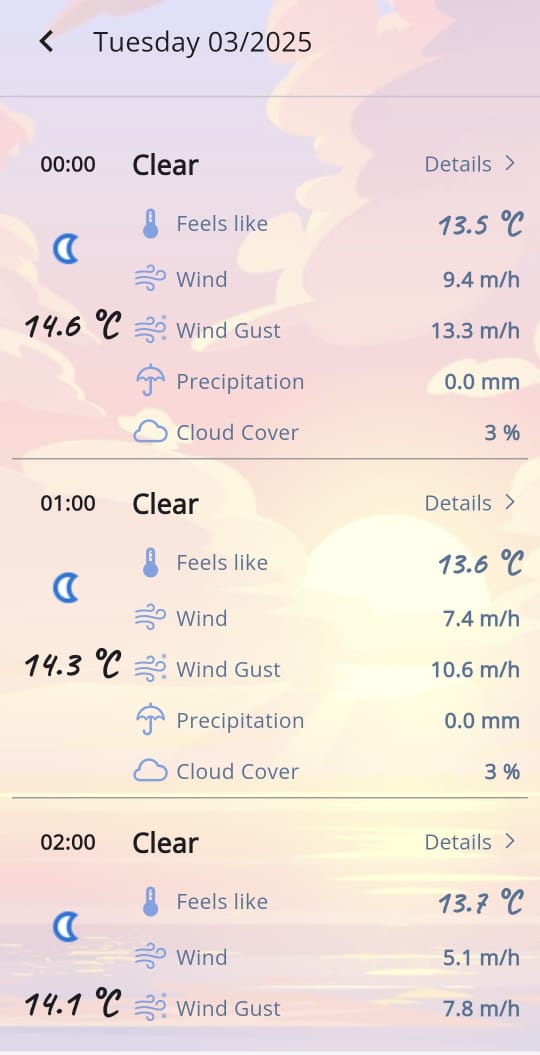 Tuesday 03/2025
00:00 Clear Details
Feels like 13.5 °C
Wind 9.4 m/h
14.6 °C Wind Gust 13.3 m/h
Precipitation 0.0 mm
Cloud Cover 3 %
01:00 Clear Details
Feels like 13.6 °C
Wind 7.4 m/h
14.3 °C Wind Gust 10.6 m/h
Precipitation 0.0 mm
Cloud Cover 3 %
02:00 Clear Details
Feels like 13.7 °C
Wind 5.1 m/h
14.1 °C Wind Gust 7.8 m/h